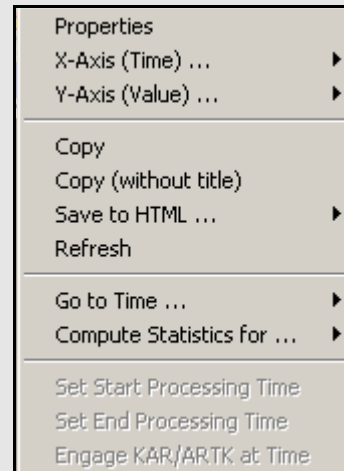 Properties
X-Axis (Time) ...
Y-Axis (Value) ...
Copy
Copy (without title)
Save to HTML ...
Refresh
Go to Time ...
Compute Statistics for ...
Set Start Processing Time
Set End Processing Time
Engage KAR/ARTK at Time